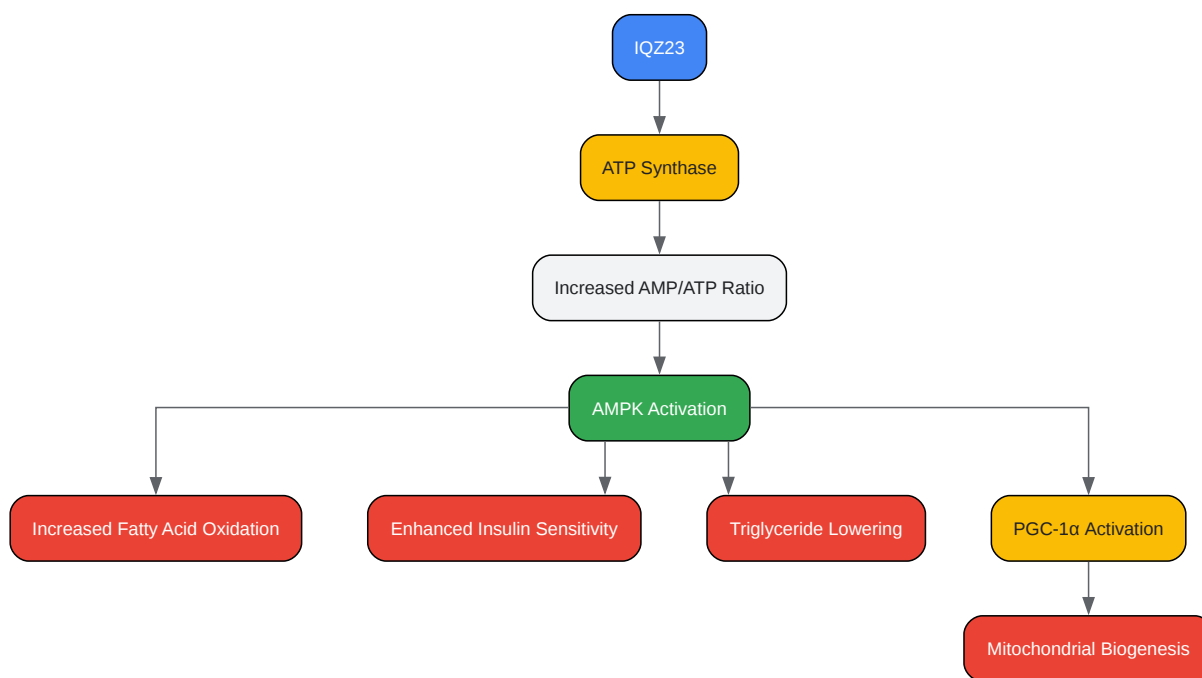 IQZ23
ATP Synthase
Increased AMP/ATP Ratio
AMPK Activation
Increased Fatty Acid Oxidation
Enhanced Insulin Sensitivity
Triglyceride Lowering
PGC-1α Activation
Mitochondrial Biogenesis